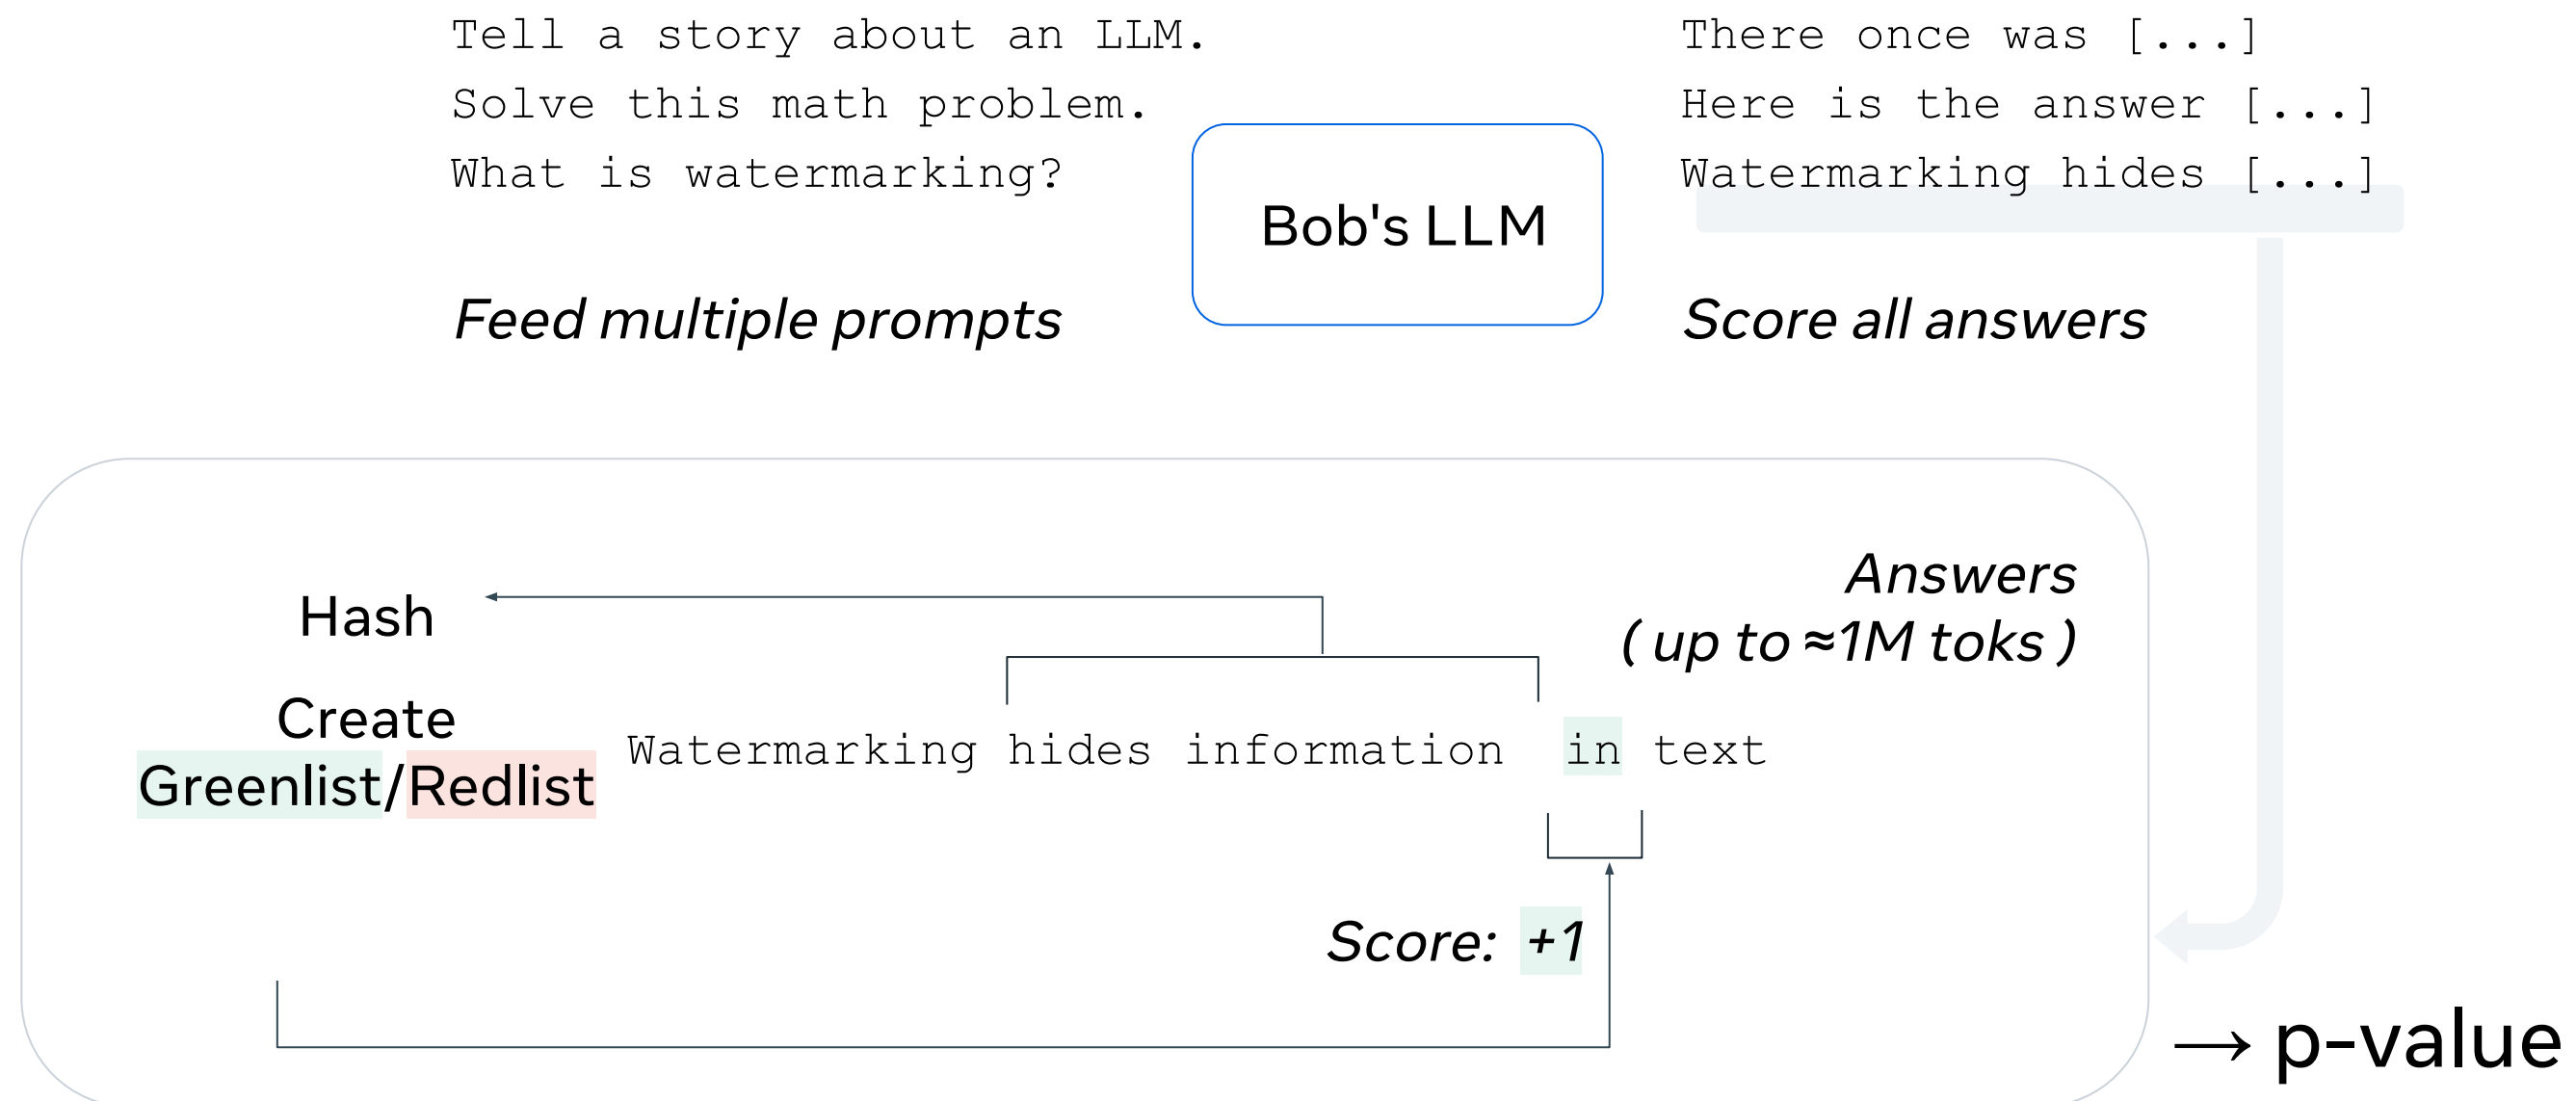 Tell a story about an LLM.
Solve this math problem.
What is watermarking?
Feed multiple prompts
Bob's LLM
There once was [...]
Here is the answer [...]
Watermarking hides [...]
Score all answers
Answers
( up to ≈1M toks )
Hash
Create
Greenlist/Redlist
Watermarking hides information in text
Score: +1
→ p-value